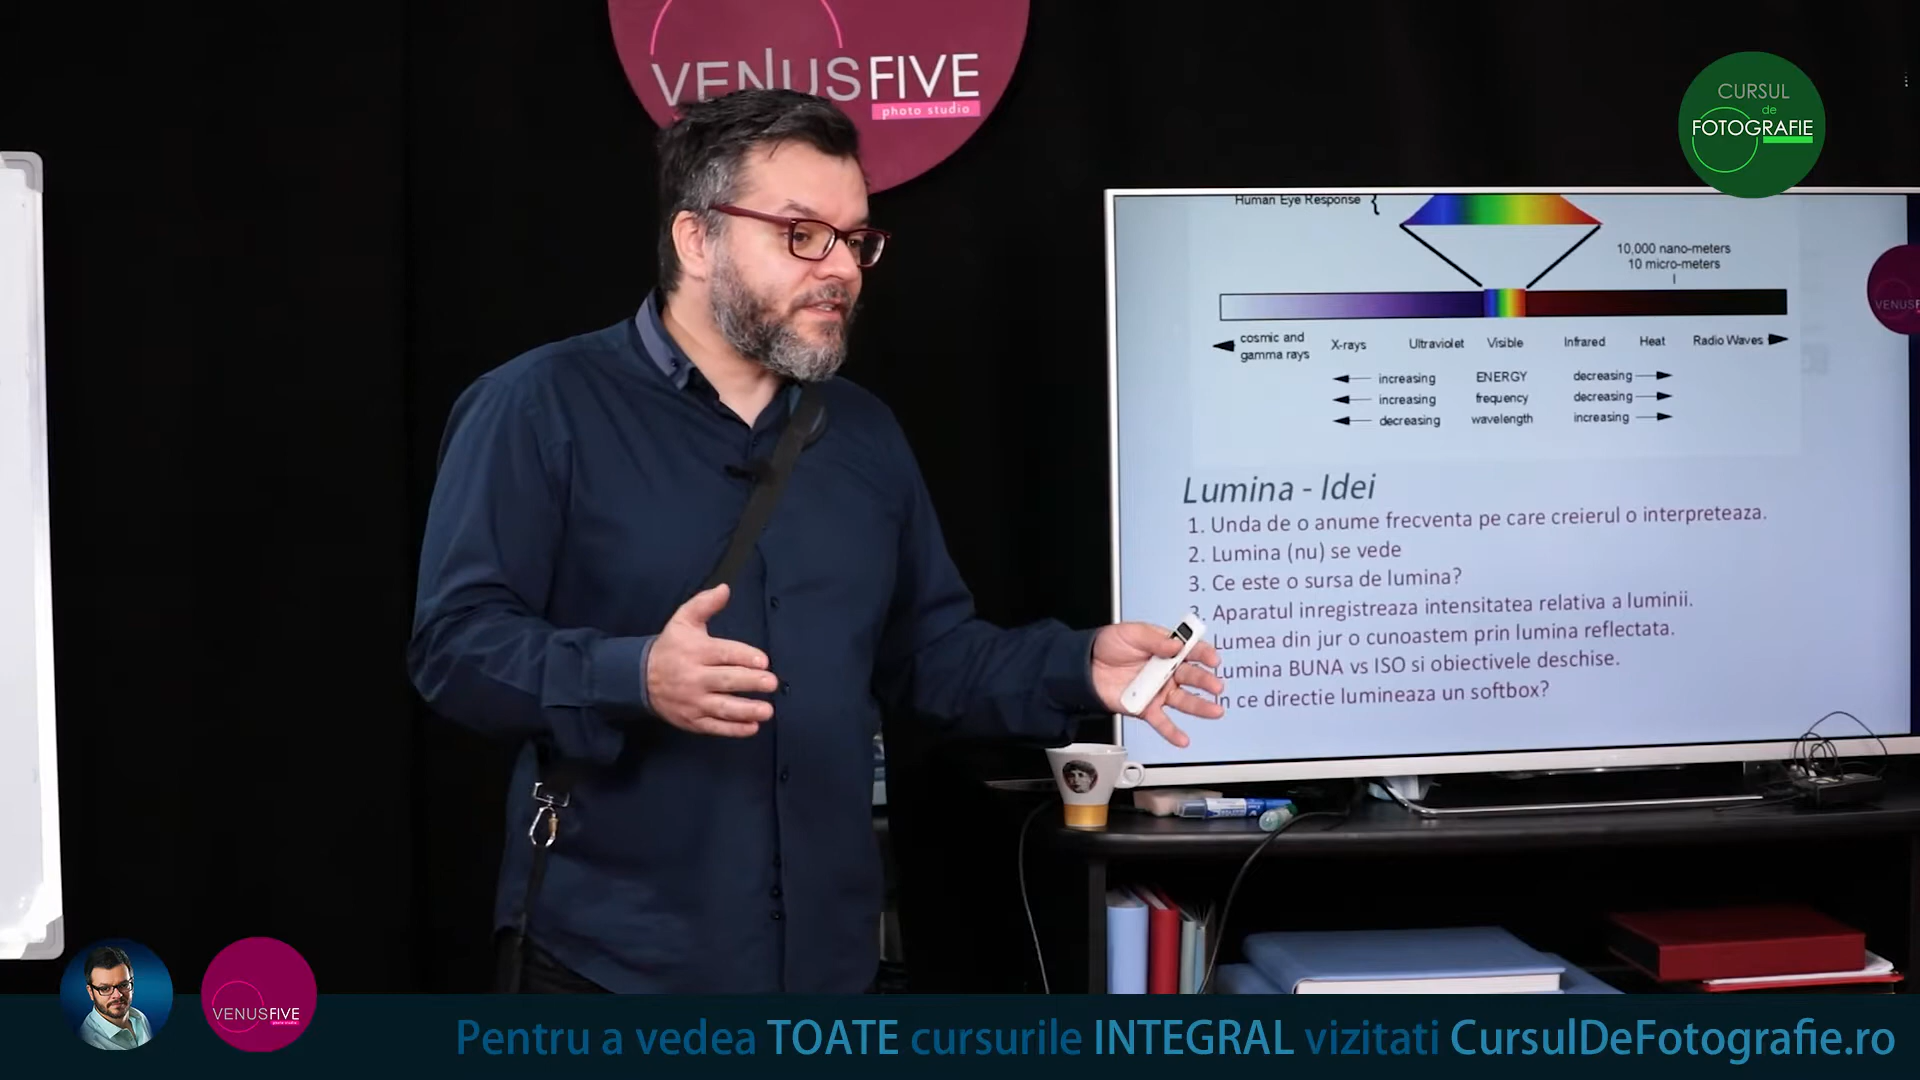 VENUSFIVE
photo studio
CURSUL
de
FOTOGRAFIE
Human Eye Response {
10,000 nano-meters
10 micro-meters
cosmic and
gamma rays
X-rays Ultraviolet Visible Infrared Heat Radio Waves
increasing ENERGY decreasing
increasing frequency decreasing
decreasing wavelength increasing
VENUSF
Lumina - Idei
1. Unda de o anume frecventa pe care creierul o interpreteaza.
2. Lumina (nu) se vede
3. Ce este o sursa de lumina?
3. Aparatul inregistreaza intensitatea relativa a luminii.
Lumea din jur o cunoastem prin lumina reflectata.
Lumina BUNA vs ISO si obiectivele deschise.
n ce directie lumineaza un softbox?
VENUSFIVE
photo studio
Pentru a vedea TOATE cursurile INTEGRAL vizitati CursulDeFotografie.ro